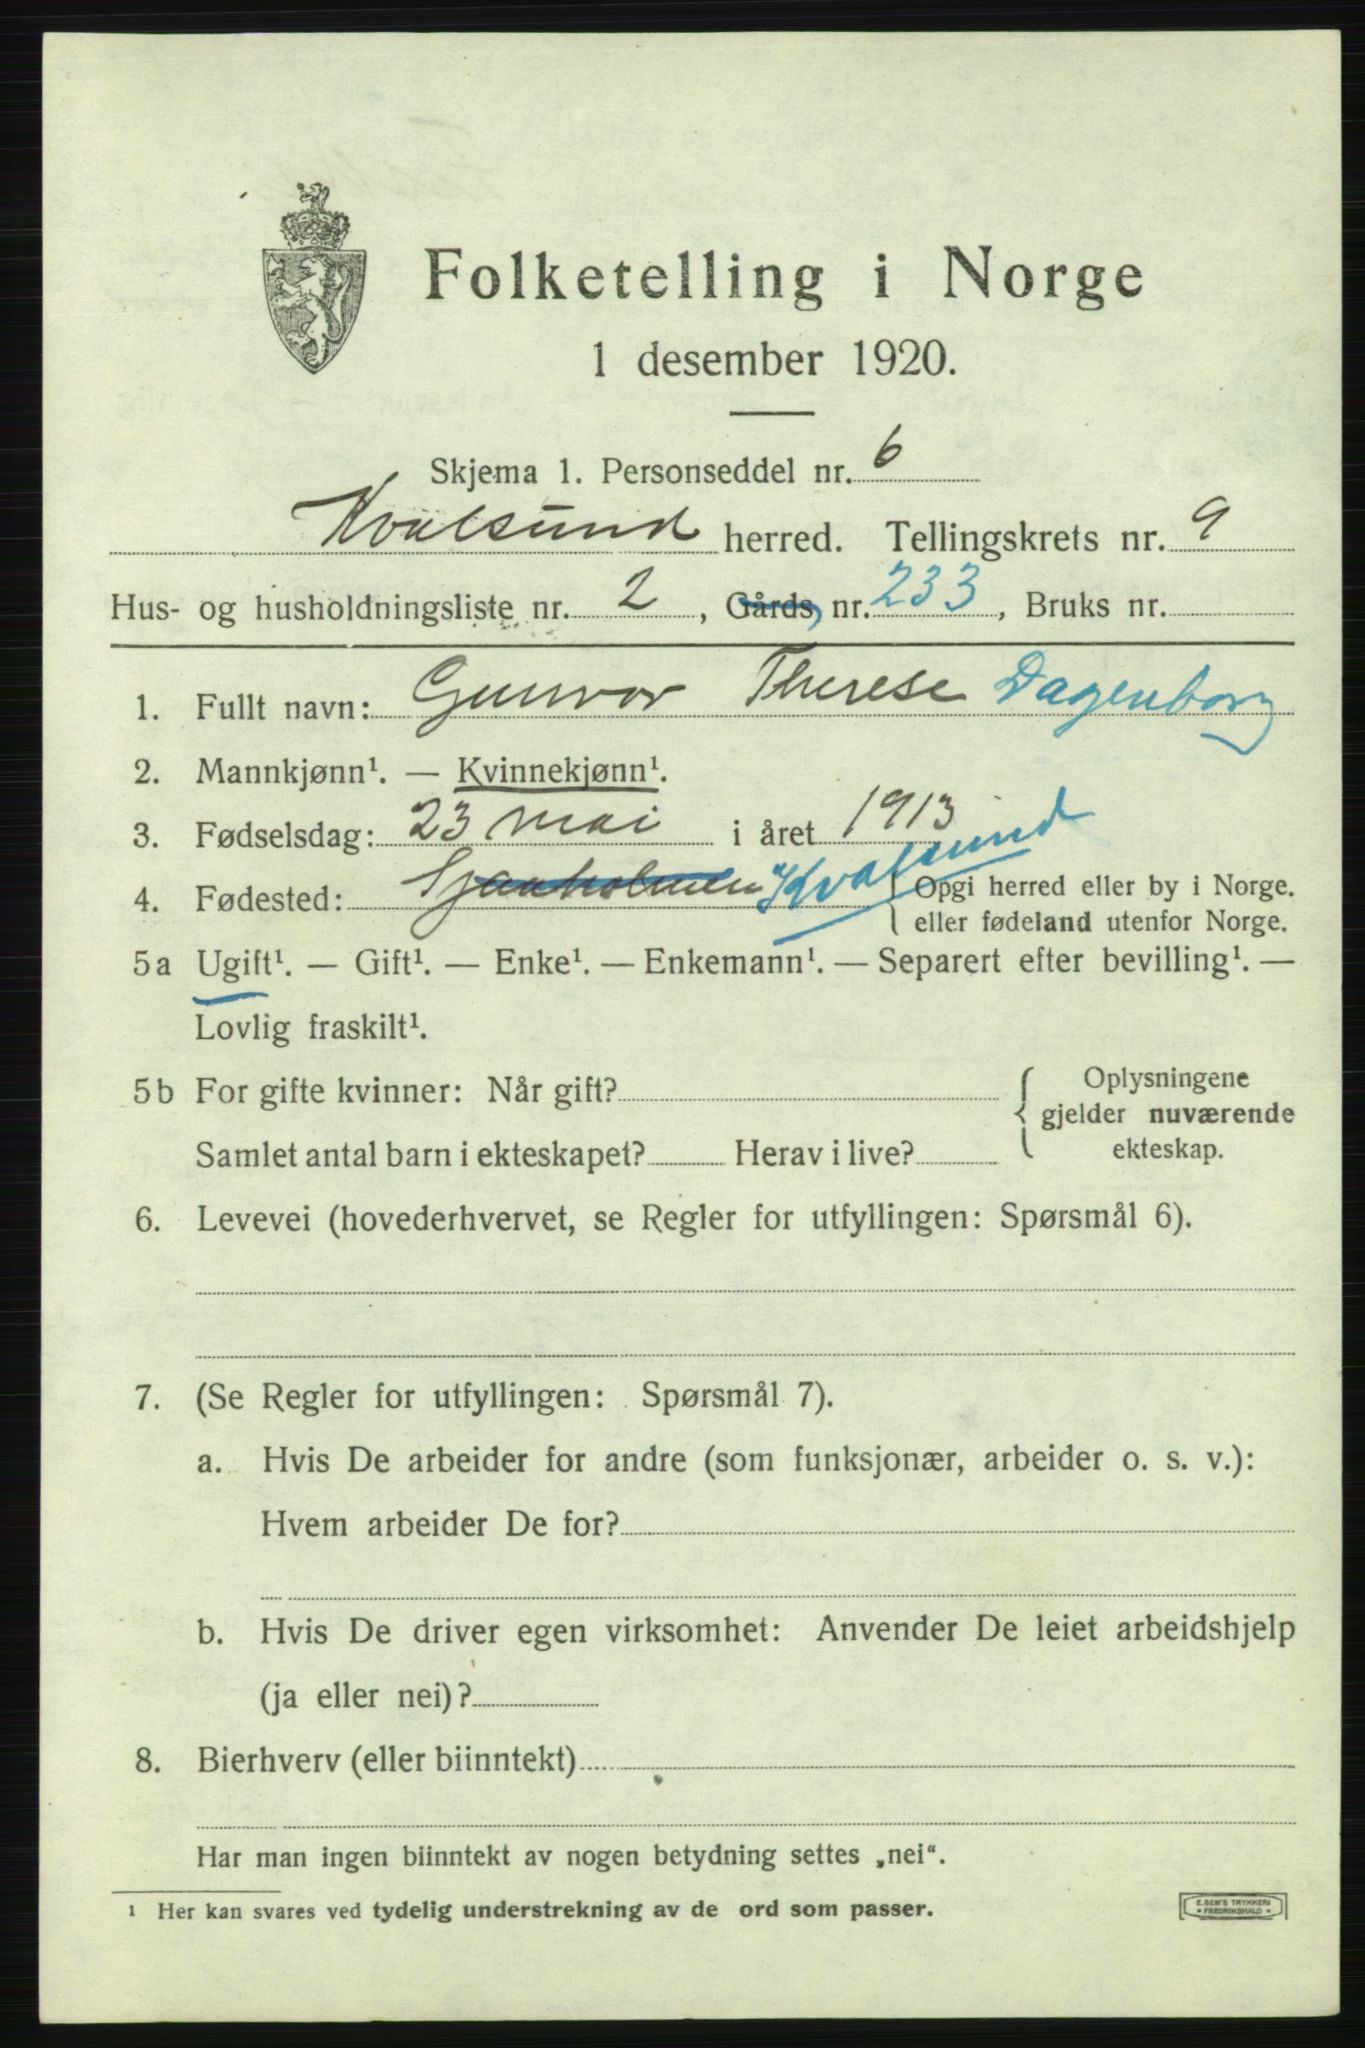 Folketelling i Norge
1 desember 1920.
Skjema 1. Personseddel nr. 6
Kvalsund herred. Tellingskrets nr. 9
Hus- og husholdningsliste nr. 2, Gårds, nr. 233, Bruks nr.
1. Fullt navn: Gunvor Therese Dagenborg
2. Mannkjønn¹. — Kvinnekjønn¹.
3. Fødselsdag: 23 mai i året 1913
4. Fødested: Kvalsund Opgi herred eller by i Norge.
eller fødeland utenfor Norge.
5a Ugift¹. — Gift¹. — Enke¹. — Enkemann¹. — Separert efter bevilling¹. —
Lovlig fraskilt¹.
5b For gifte kvinner: Når gift?
Samlet antal barn i ekteskapet? Herav i live?
Oplysningene
gjelder nuværende
ekteskap.
6. Levevei (hovederhvervet, se Regler for utfyllingen: Spørsmål 6).
7. (Se Regler for utfyllingen: Spørsmål 7).
a. Hvis De arbeider for andre (som funksjonær, arbeider o. s. v.):
Hvem arbeider De for?
b. Hvis De driver egen virksomhet: Anvender De leiet arbeidshjelp
(ja eller nei)?
8. Bierhverv (eller biinntekt)
Har man ingen biinntekt av nogen betydning settes „nei“.
1 Her kan svares ved tydelig understrekning av de ord som passer.
E. SEM'S TRYKKERI
* FREDRIKSHALD *